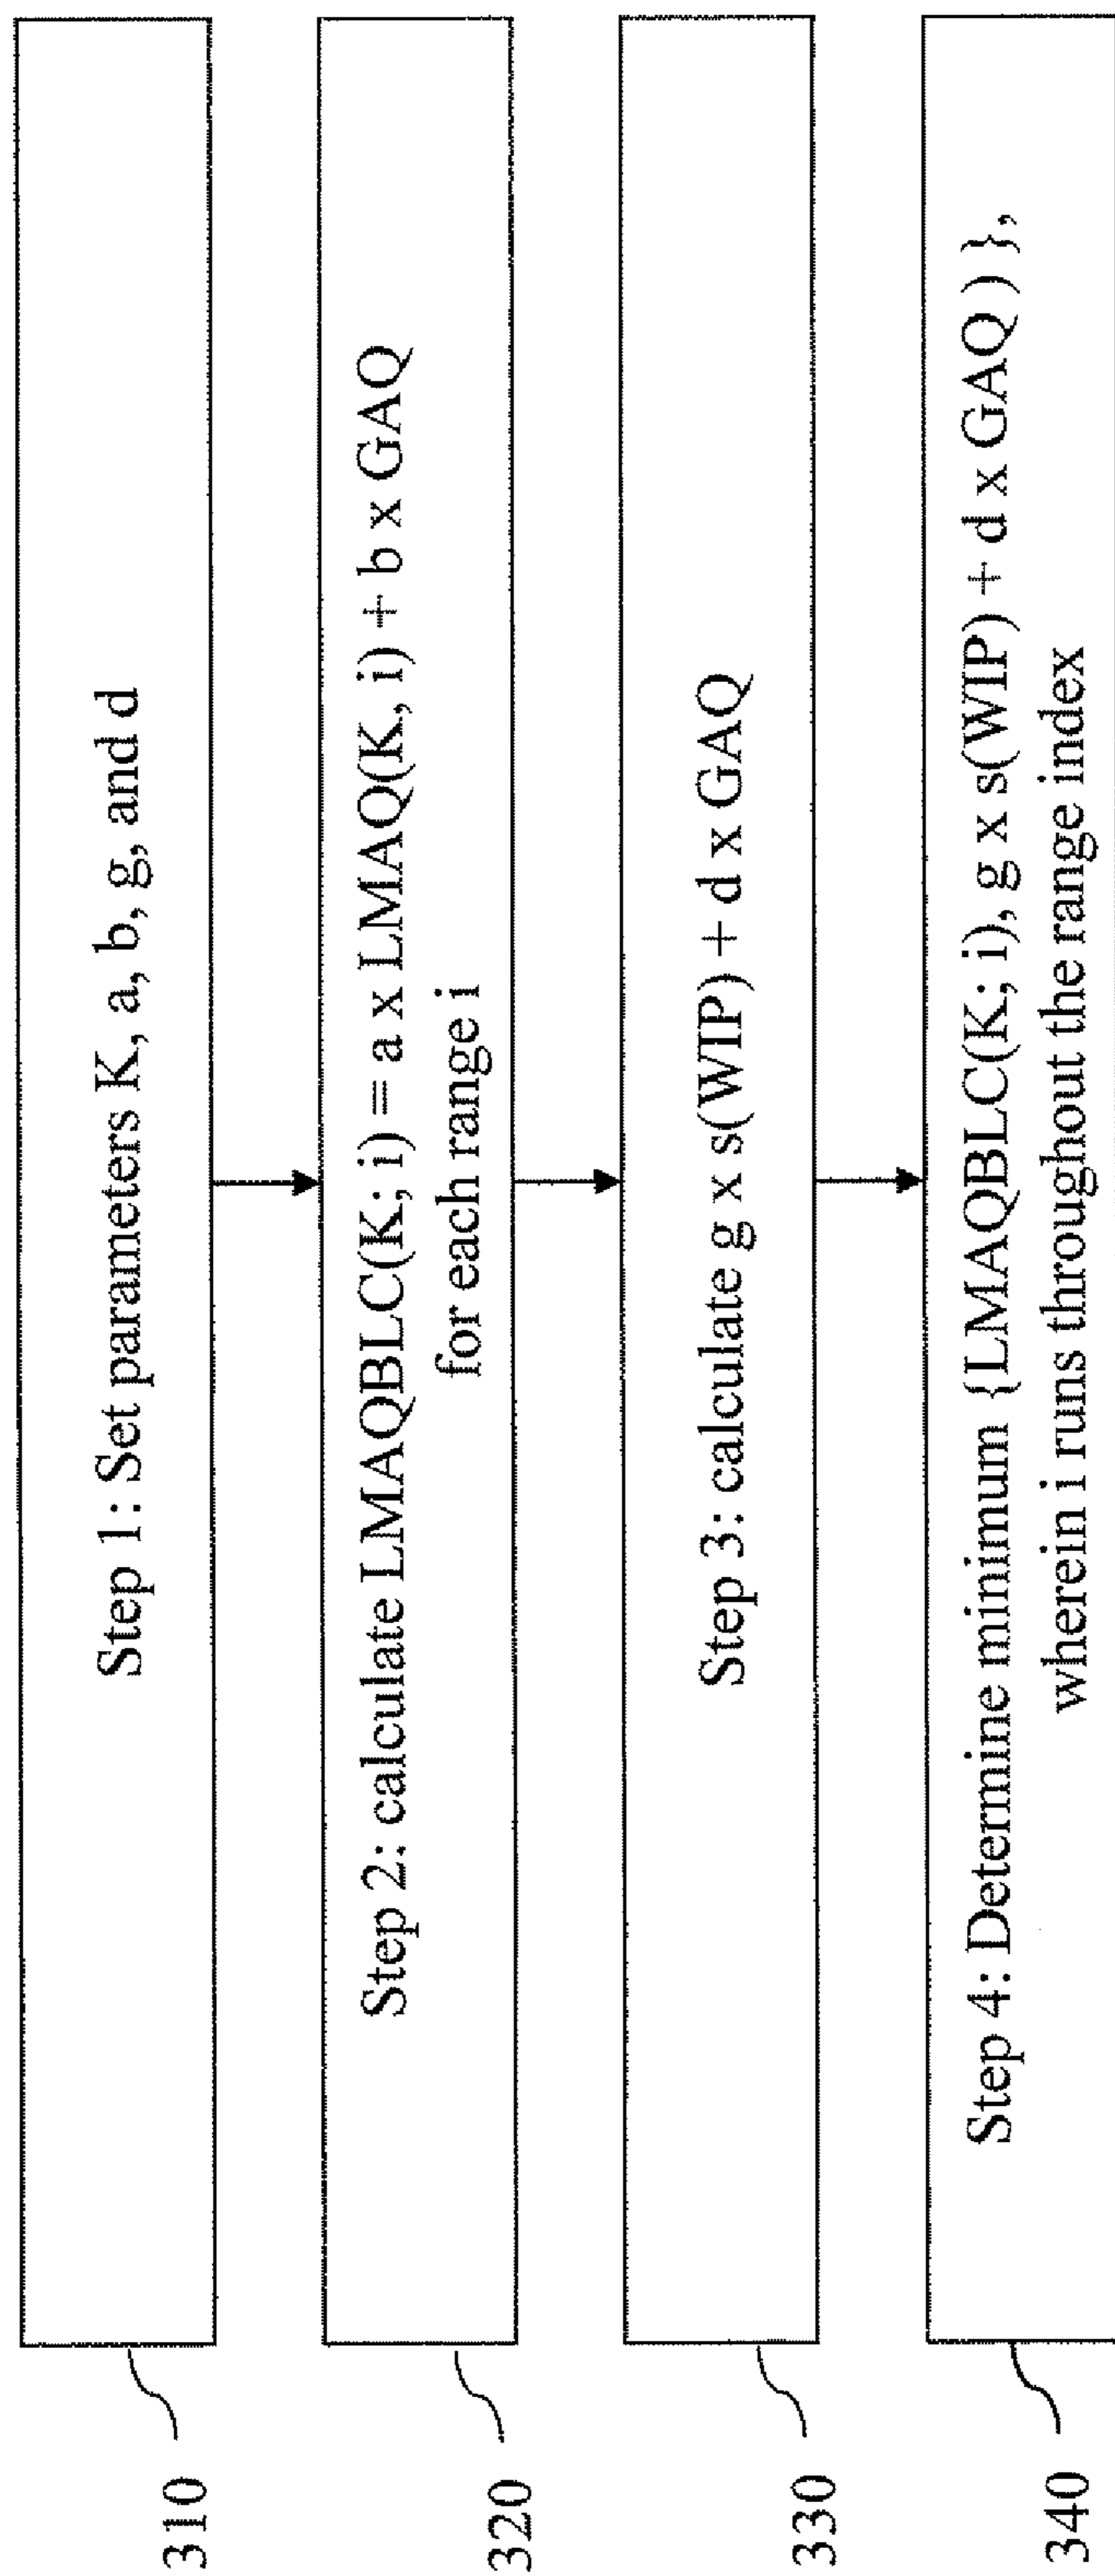 310
Step 1: Set parameters K, a, b, g, and d
320
Step 2: calculate LMAQBLC(K; i) = a x LMAQ(K, i) + b x GAQ
for each range i
330
Step 3: calculate g x s(WIP) + d x GAQ
340
Step 4: Determine minimum {LMAQBLC(K; i), g x s(WIP) + d x GAQ ) },
wherein i runs throughout the range index